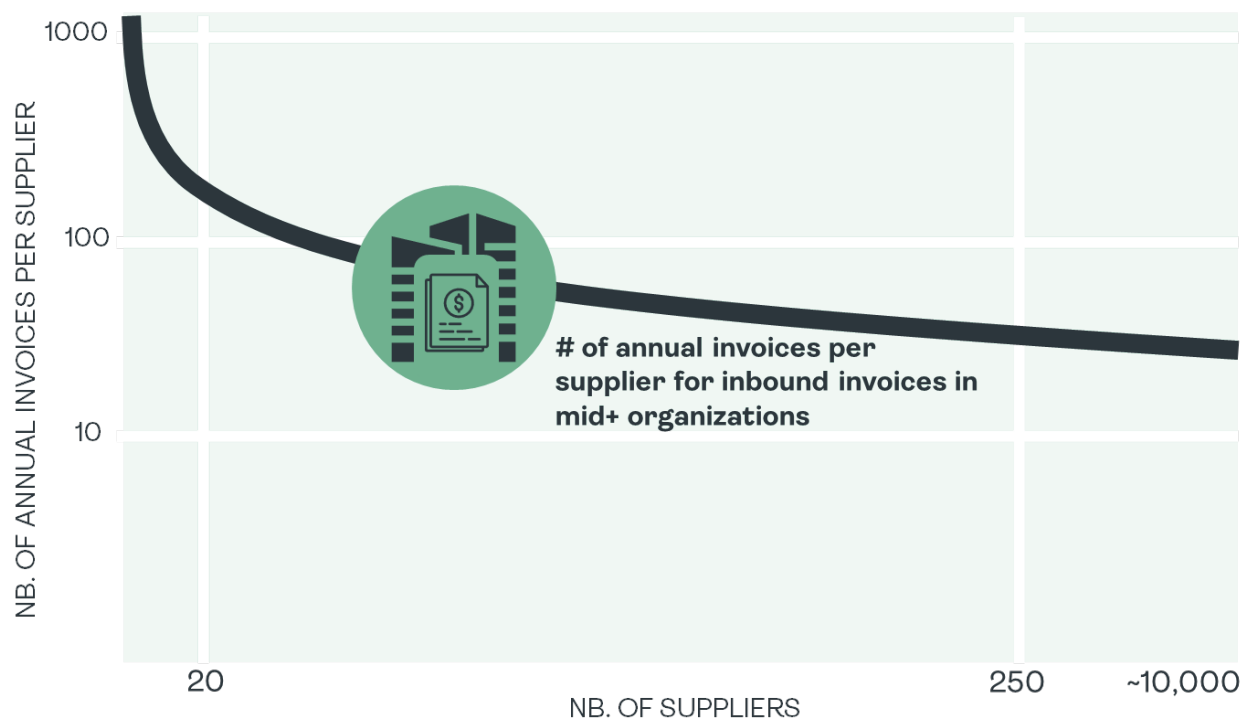 1000
100
10
NB. OF ANNUAL INVOICES PER SUPPLIER
$
# of annual invoices per
supplier for inbound invoices in
mid+ organizations
20
250
~10,000
NB. OF SUPPLIERS